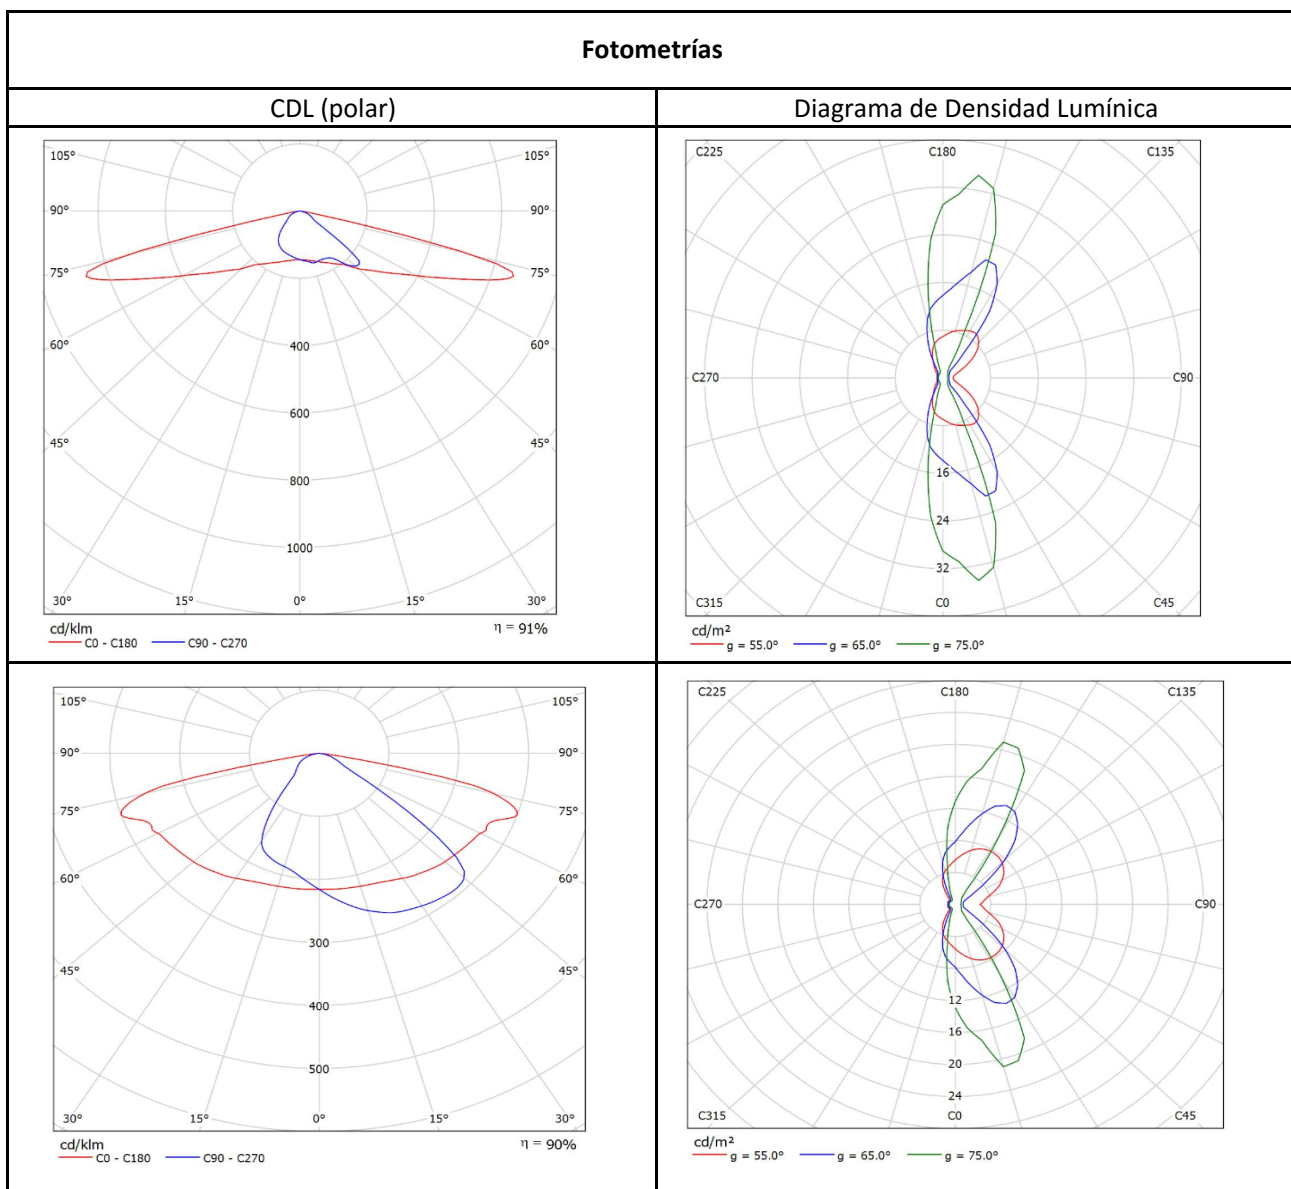 Fotometrías
CDL (polar)
Diagrama de Densidad Lumínica
105°
105°
90°
90°
75°
75°
60°
60°
45°
45°
400
600
800
1000
30°
15°
0°
15°
30°
cd/klm
η = 91%
C0 - C180
C90 - C270
C225
C180
C135
C270
C90
16
24
32
C315
C0
C45
cd/m²
g = 55.0°
g = 65.0°
g = 75.0°
105°
105°
90°
90°
75°
75°
60°
60°
45°
45°
300
400
500
30°
15°
0°
15°
30°
cd/klm
η = 90%
C0 - C180
C90 - C270
C225
C180
C135
C270
C90
12
16
20
24
C315
C0
C45
cd/m²
g = 55.0°
g = 65.0°
g = 75.0°